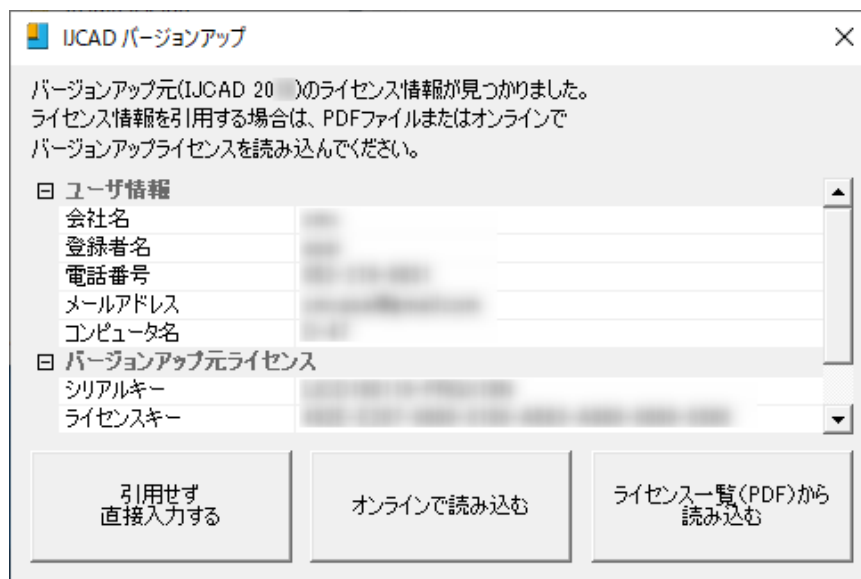 IJCAD バージョンアップ
バージョンアップ元(IJCAD 20 )のライセンス情報が見つかりました。
ライセンス情報を引用する場合は、PDFファイルまたはオンラインで
バージョンアップライセンスを読み込んでください。
ユーザ情報
会社名
登録者名
電話番号
メールアドレス
コンピュータ名
バージョンアップ元ライセンス
シリアルキー
ライセンスキー
引用せず
直接入力する
オンラインで読み込む
ライセンス一覧(PDF)から
読み込む